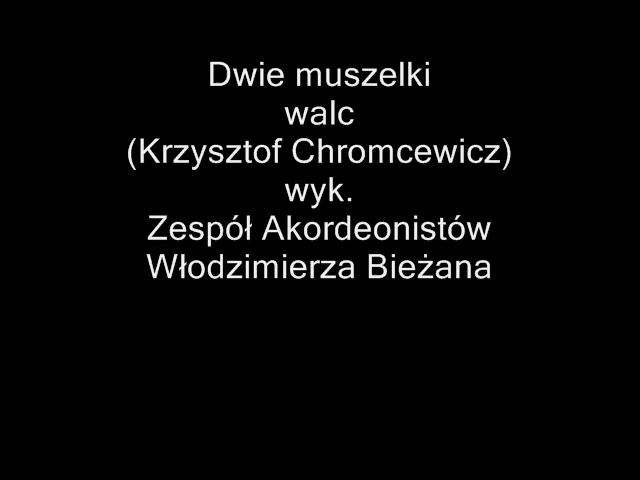 Dwie muszelki
walc
(Krzysztof Chromcewicz)
wyk.
Zespół Akordeonistów
Włodzimierza Bieżana